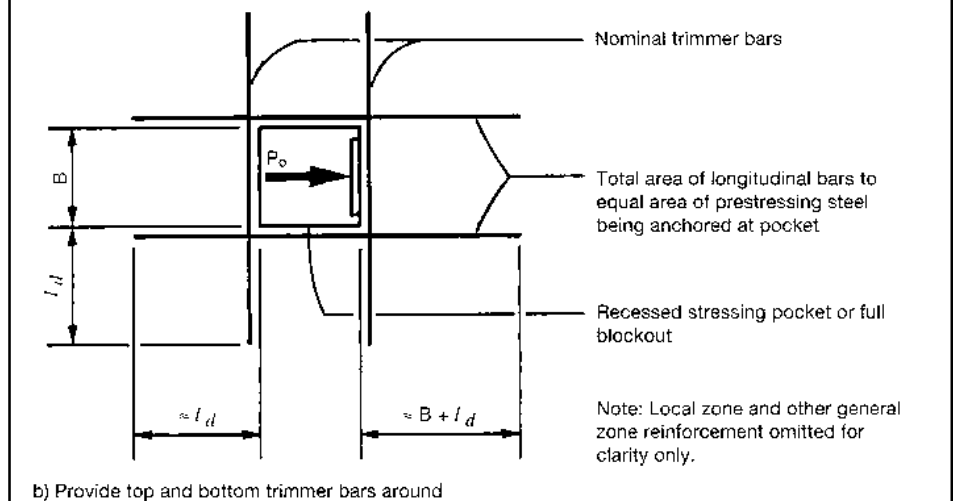 Nominal trimmer bars
B
P₀
Total area of longitudinal bars to
equal area of prestressing steel
being anchored at pocket
l d
Recessed stressing pocket or full
blockout
≈ l d
≈ B + l d
Note: Local zone and other general
zone reinforcement omitted for
clarity only.
b) Provide top and bottom trimmer bars around